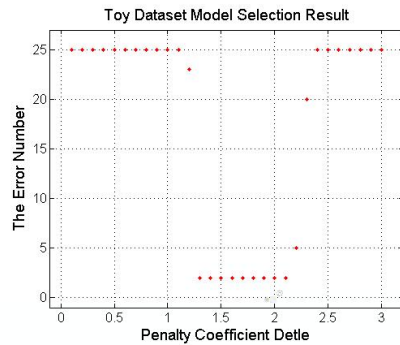 Toy Dataset Model Selection Result
The Error Number
25
20
15
10
5
0
0 0.5 1 1.5 2 2.5 3
Penalty Coefficient Detle